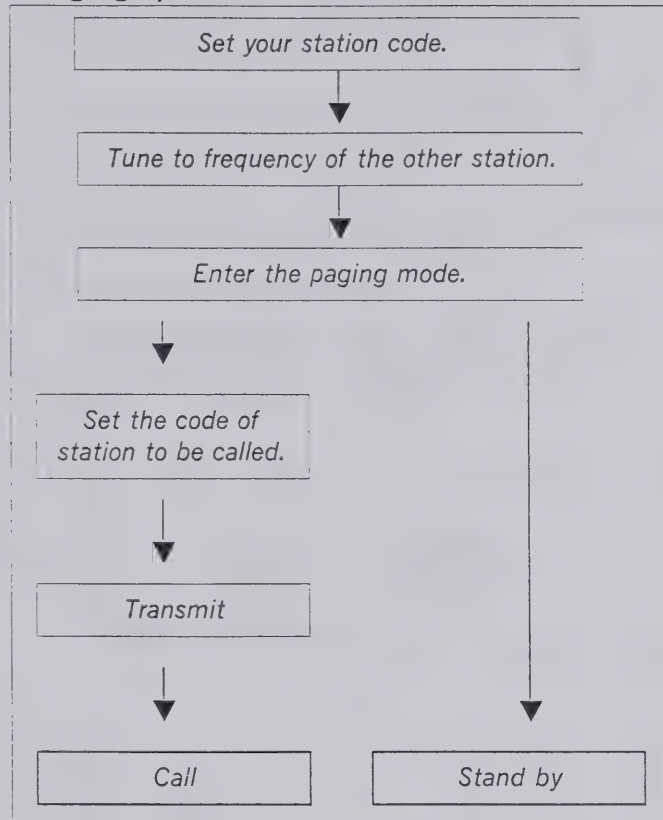 Set your station code.
Tune to frequency of the other station.
Enter the paging mode.
Set the code of
station to be called.
Transmit
Call
Stand by